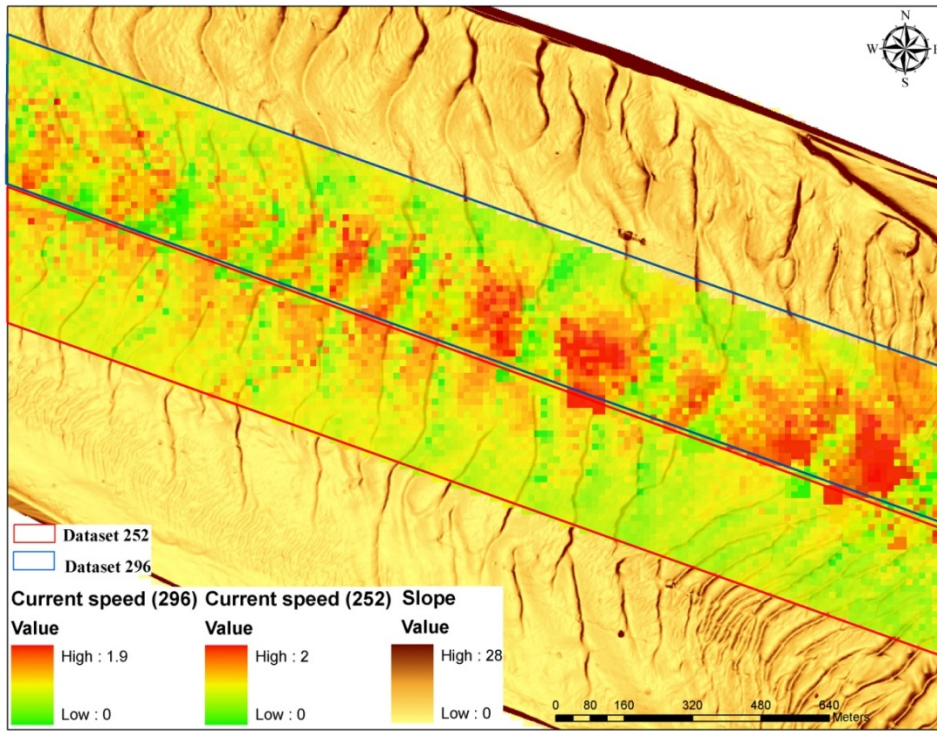 N
W E
S
Dataset 252
Dataset 296
Current speed (296) Current speed (252) Slope
Value Value Value
High : 1.9 High : 2 High : 28
Low : 0 Low : 0 Low : 0
0 80 160 320 480 640
Meters